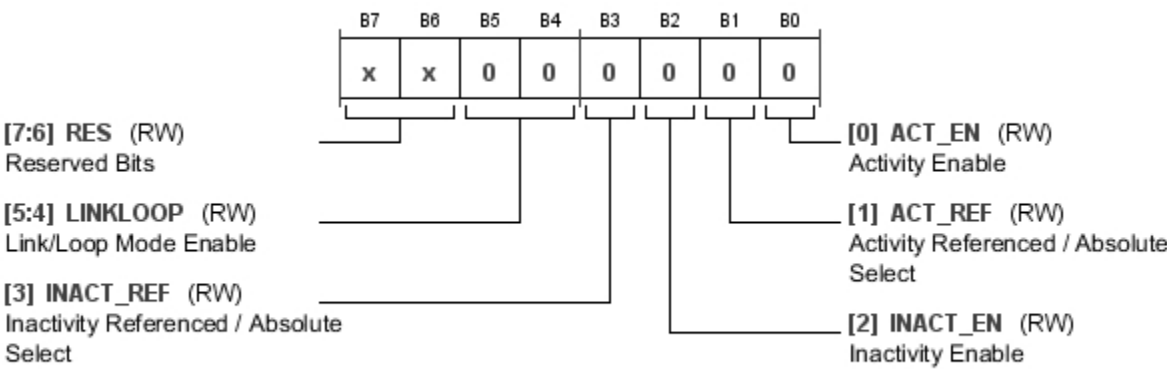 B7 B6 B5 B4 B3 B2 B1 B0
x x 0 0 0 0 0 0
[7:6] RES (RW)
Reserved Bits
[5:4] LINKLOOP (RW)
Link/Loop Mode Enable
[3] INACT_REF (RW)
Inactivity Referenced / Absolute
Select
[0] ACT_EN (RW)
Activity Enable
[1] ACT_REF (RW)
Activity Referenced / Absolute
Select
[2] INACT_EN (RW)
Inactivity Enable